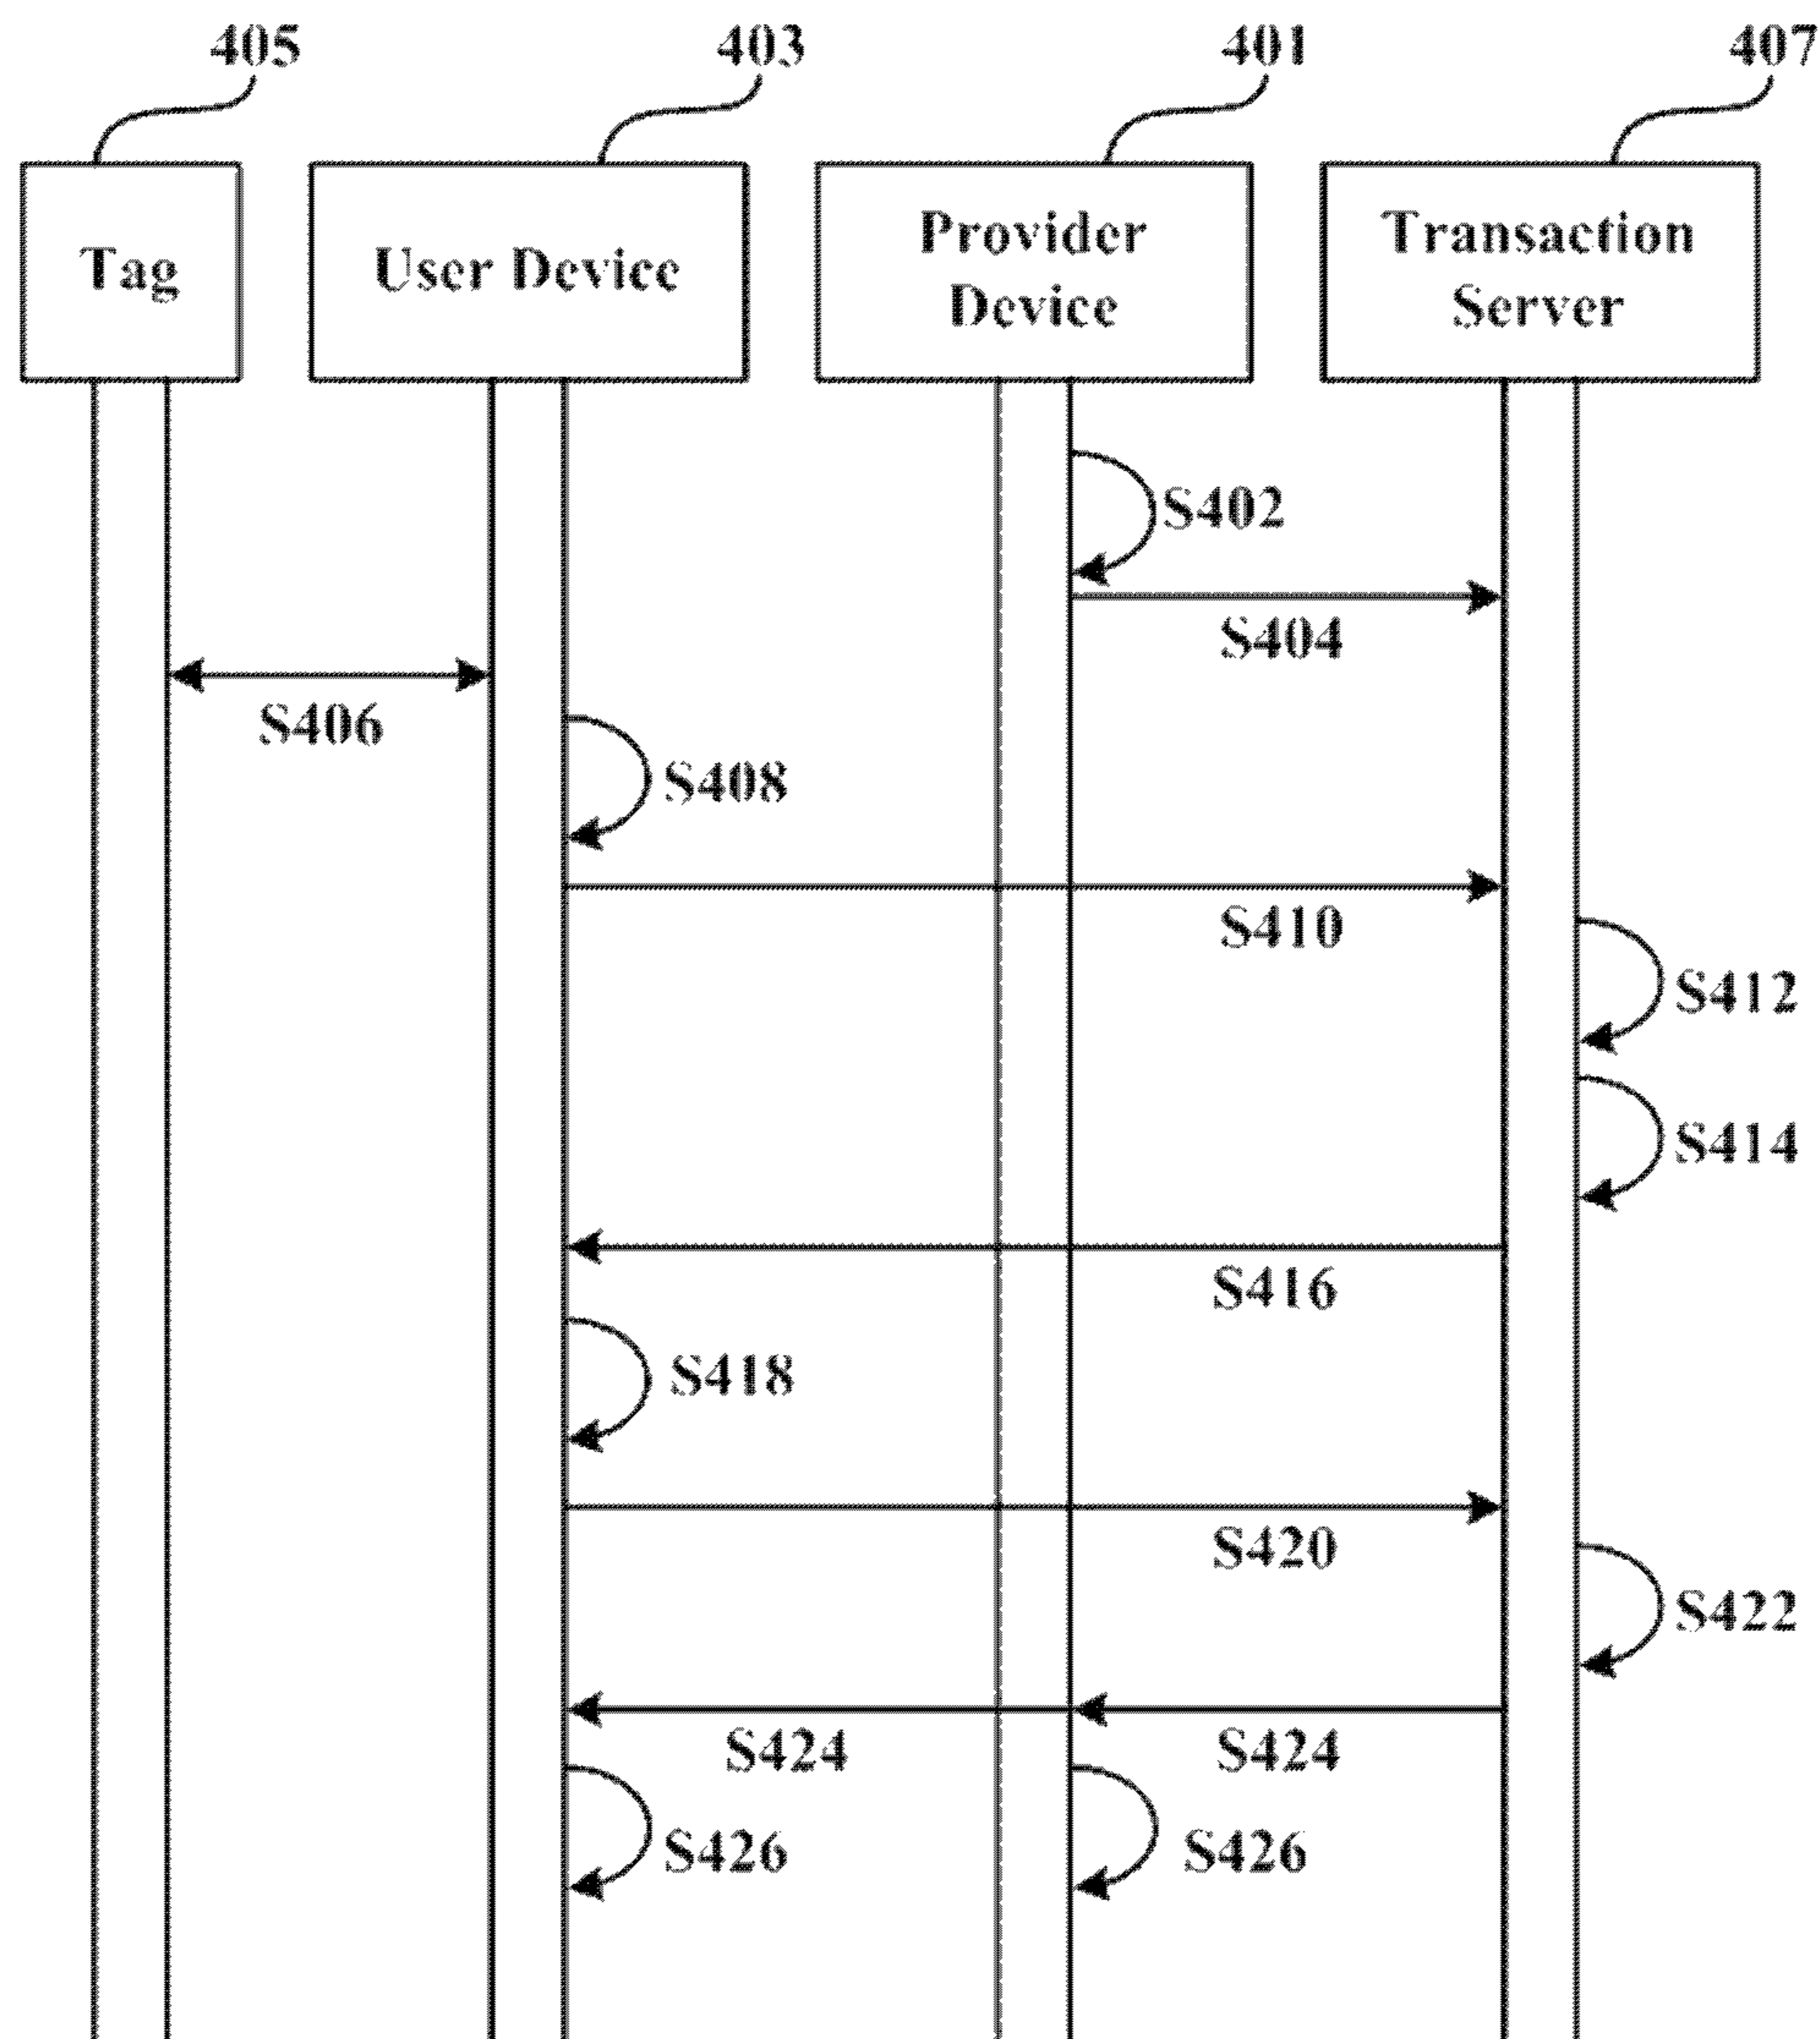 405
403
401
407
Tag
User Device
Provider
Device
Transaction
Server
S402
S404
S406
S408
S410
S412
S414
S416
S418
S420
S422
S424
S424
S426
S426